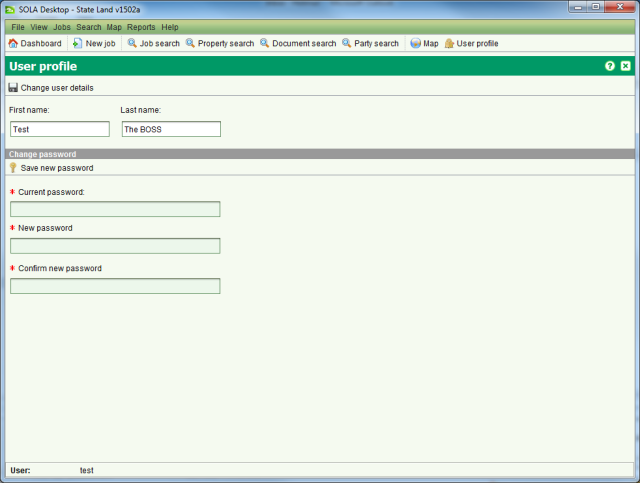 SOLA Desktop - State Land v1502a
File View Jobs Search Map Reports Help
Dashboard New job Job search Property search Document search Party search Map User profile
User profile
Change user details
First name: Last name:
Test The BOSS
Change password
Save new password
* Current password:
* New password
* Confirm new password
User: test